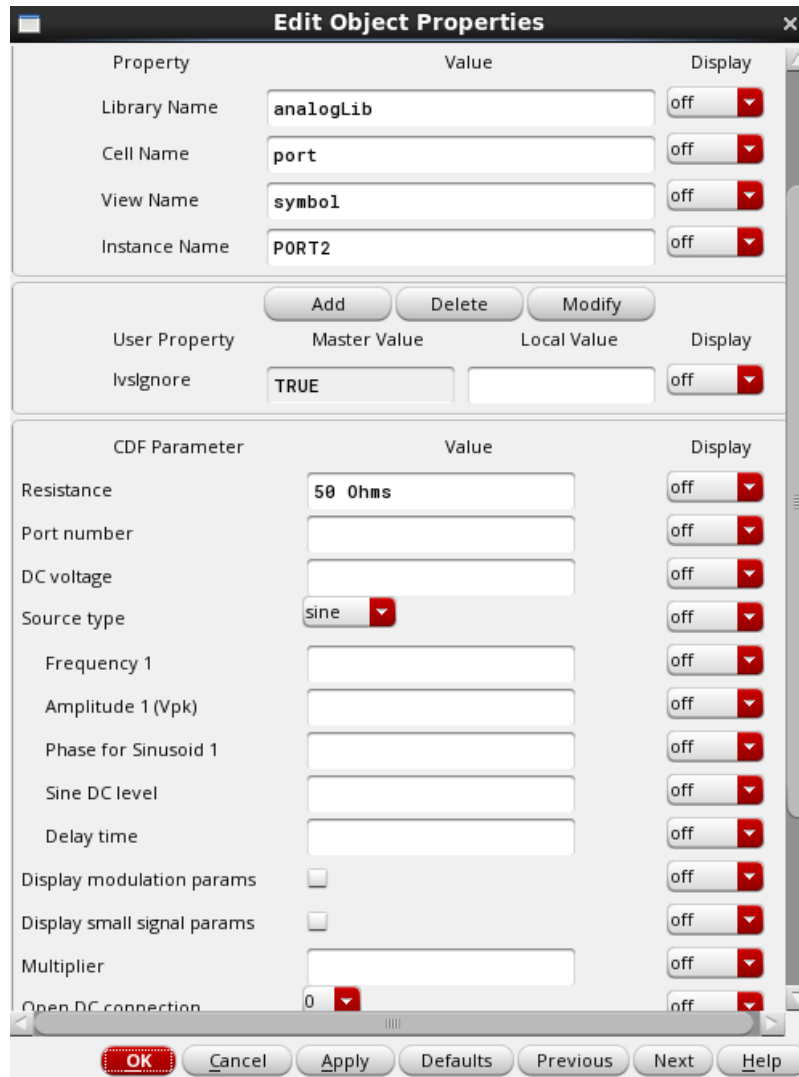 Edit Object Properties
Property Value Display
Library Name analogLib off
Cell Name port off
View Name symbol off
Instance Name PORT2 off
Add Delete Modify
User Property Master Value Local Value Display
lvsIgnore TRUE off
CDF Parameter Value Display
Resistance 50 Ohms off
Port number off
DC voltage off
Source type sine off
Frequency 1 off
Amplitude 1 (Vpk) off
Phase for Sinusoid 1 off
Sine DC level off
Delay time off
Display modulation params off
Display small signal params off
Multiplier off
Open DC connection 0 off
OK Cancel Apply Defaults Previous Next Help